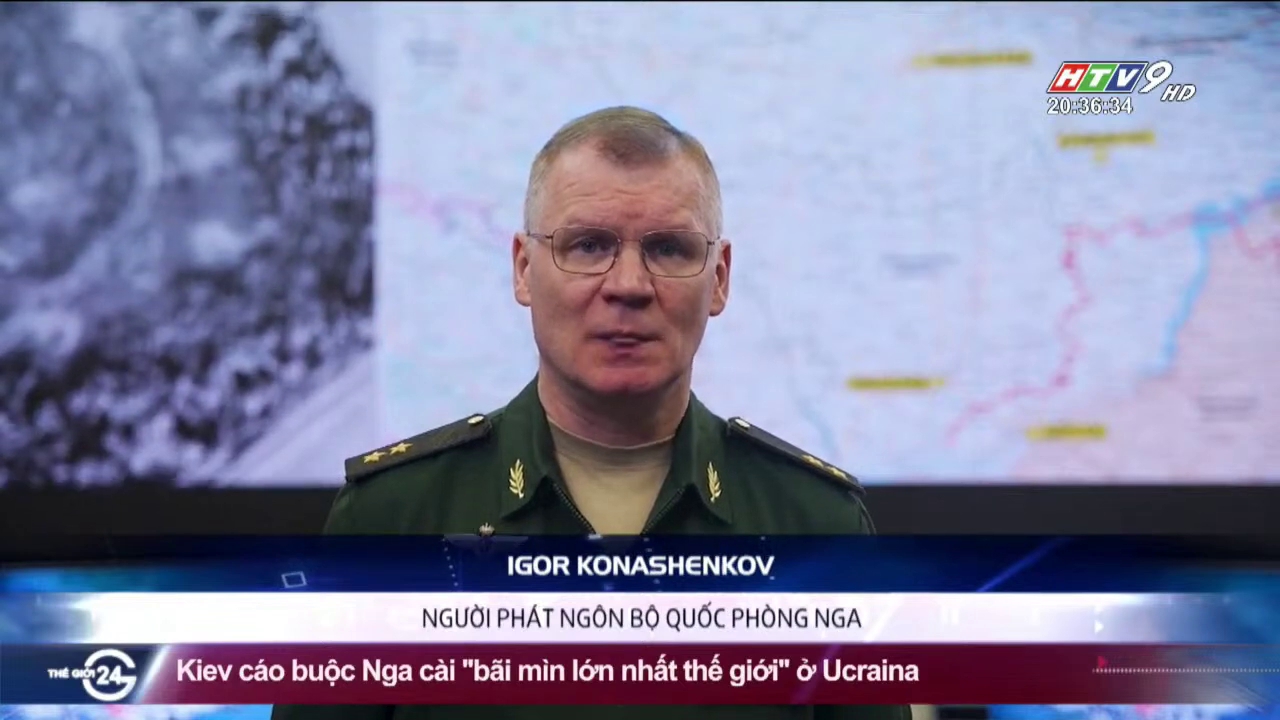 HTV9 HD
20:36:34
IGOR KONASHENKOV
NGƯỜI PHÁT NGÔN BỘ QUỐC PHÒNG NGA
THẾ GIỚI 24G
Kiev cáo buộc Nga cài "bãi mìn lớn nhất thế giới" ở Ucraina